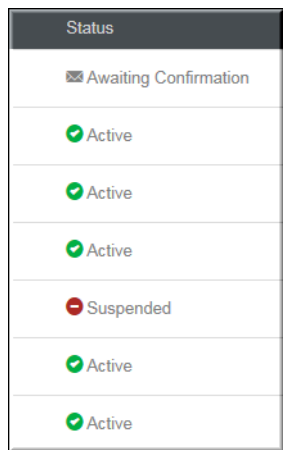 Status
Awaiting Confirmation
Active
Active
Active
Suspended
Active
Active